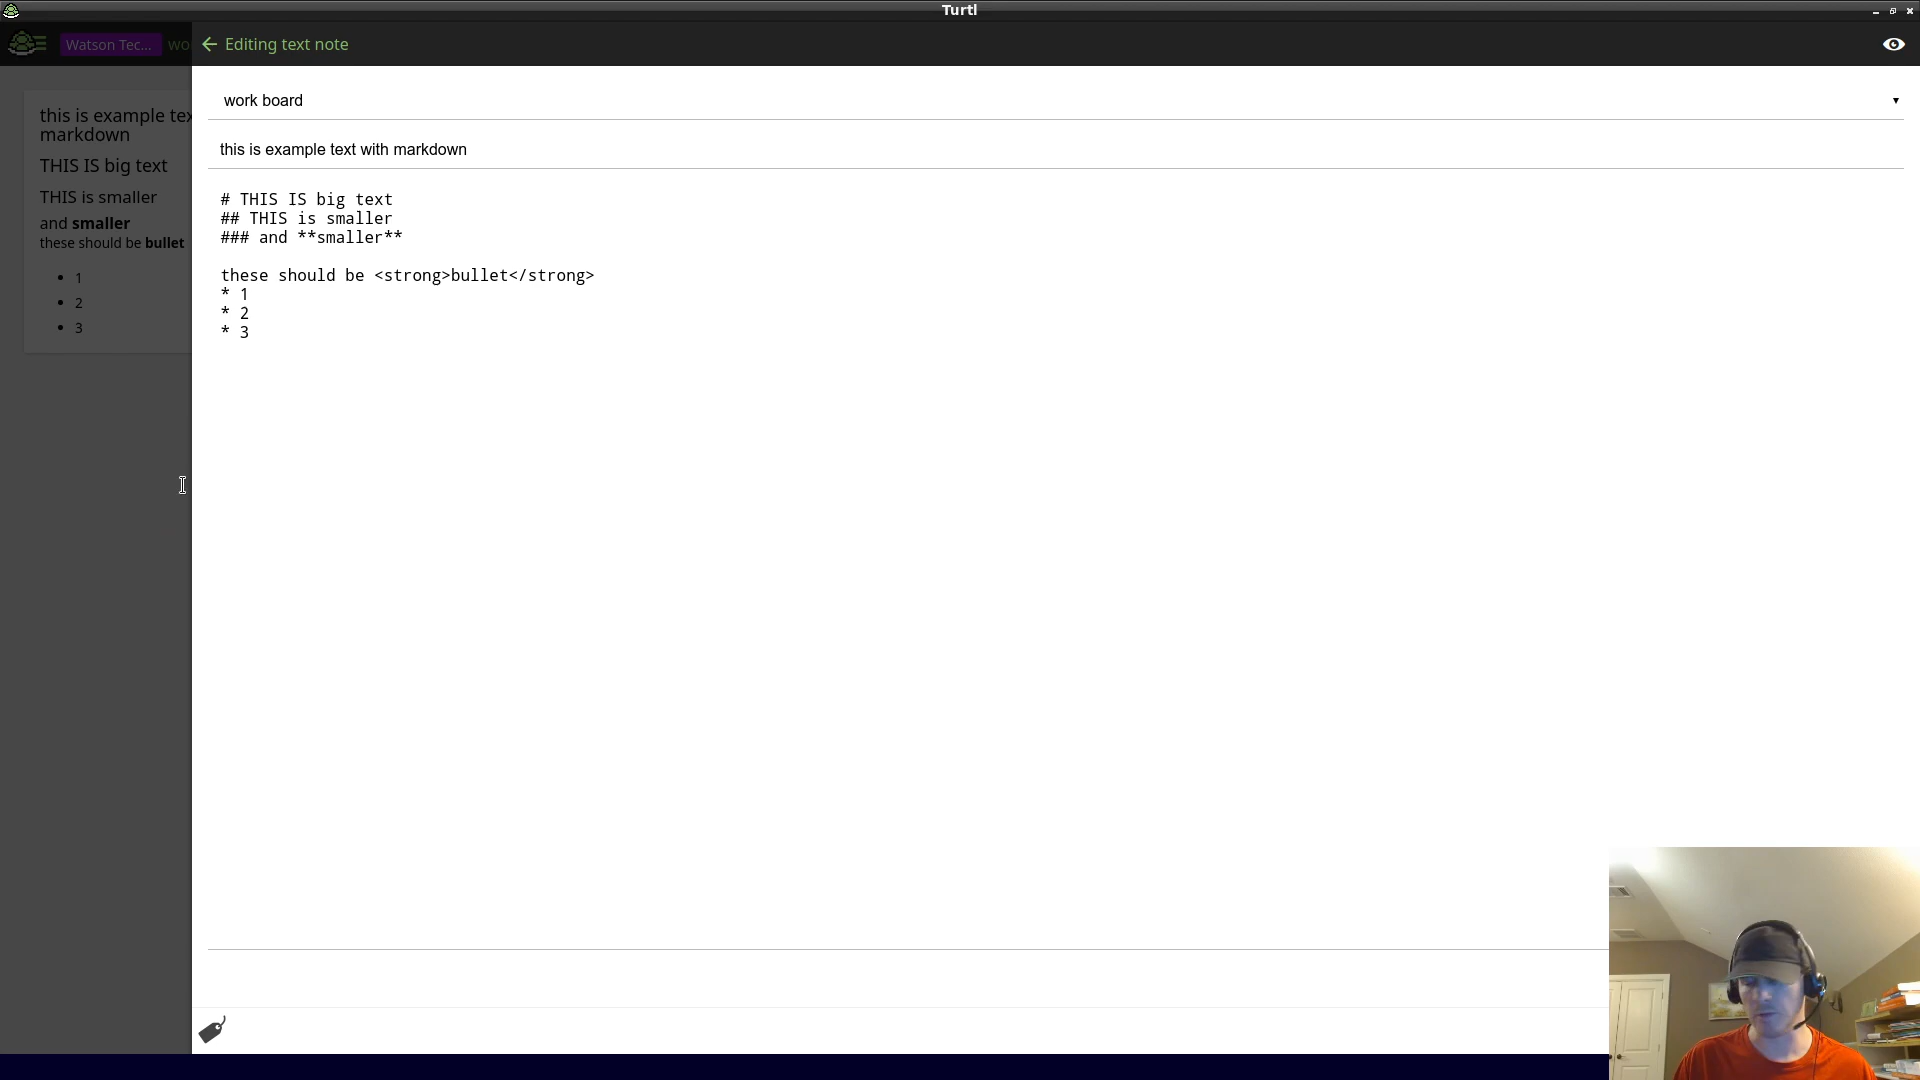 Turtl
Watson Tec... wo
Editing text note
this is example tex
markdown
THIS IS big text
THIS is smaller
and smaller
these should be bullet
• 1
• 2
• 3
work board
this is example text with markdown
# THIS IS big text
## THIS is smaller
### and **smaller**
these should be <strong>bullet</strong>
* 1
* 2
* 3